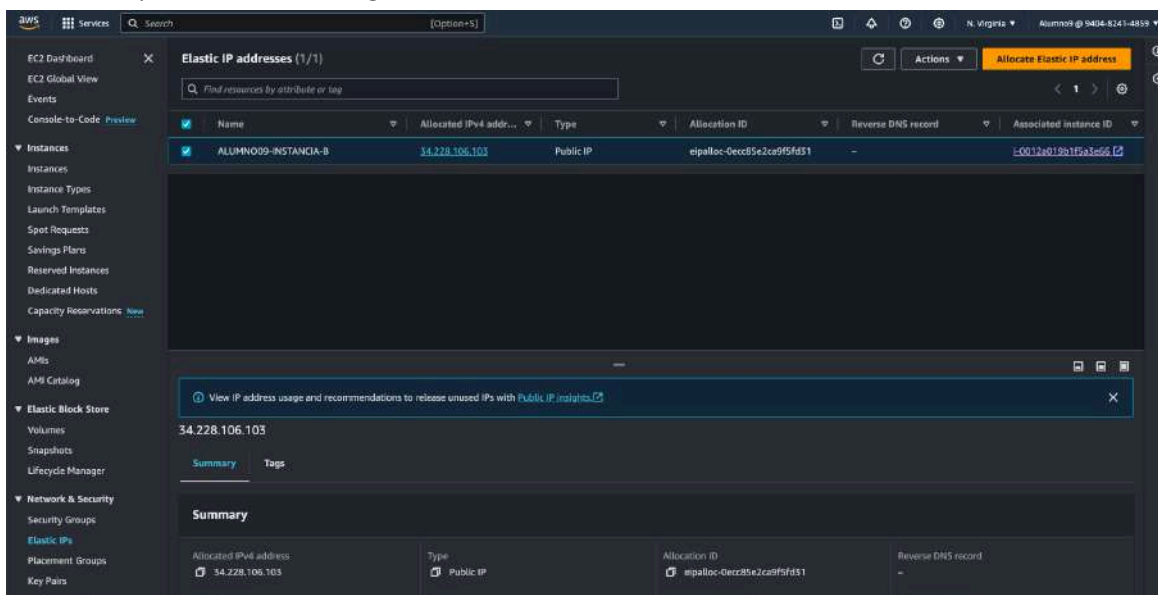 aws Services Search [Option+S] N. Virginia Alumno9 @ 9404-8241-4859
EC2 Dashboard
EC2 Global View
Events
Console-to-Code Preview
Instances
Instances
Instance Types
Launch Templates
Spot Requests
Savings Plans
Reserved Instances
Dedicated Hosts
Capacity Reservations New
Images
AMIs
AMI Catalog
Elastic Block Store
Volumes
Snapshots
Lifecycle Manager
Network & Security
Security Groups
Elastic IPs
Placement Groups
Key Pairs
Elastic IP addresses (1/1) Actions Allocate Elastic IP address
Find resources by attribute or tag 1
Name Allocated IPv4 addr... Type Allocation ID Reverse DNS record Associated instance ID
ALUMNO09-INSTANCIA-B 34.228.106.103 Public IP eipalloc-0ecc85e2ca9f5fd31 – i-0012a019b1f5a3e66
View IP address usage and recommendations to release unused IPs with Public IP insights.
34.228.106.103
Summary Tags
Summary
Allocated IPv4 address Type Allocation ID Reverse DNS record
34.228.106.103 Public IP eipalloc-0ecc85e2ca9f5fd31 –